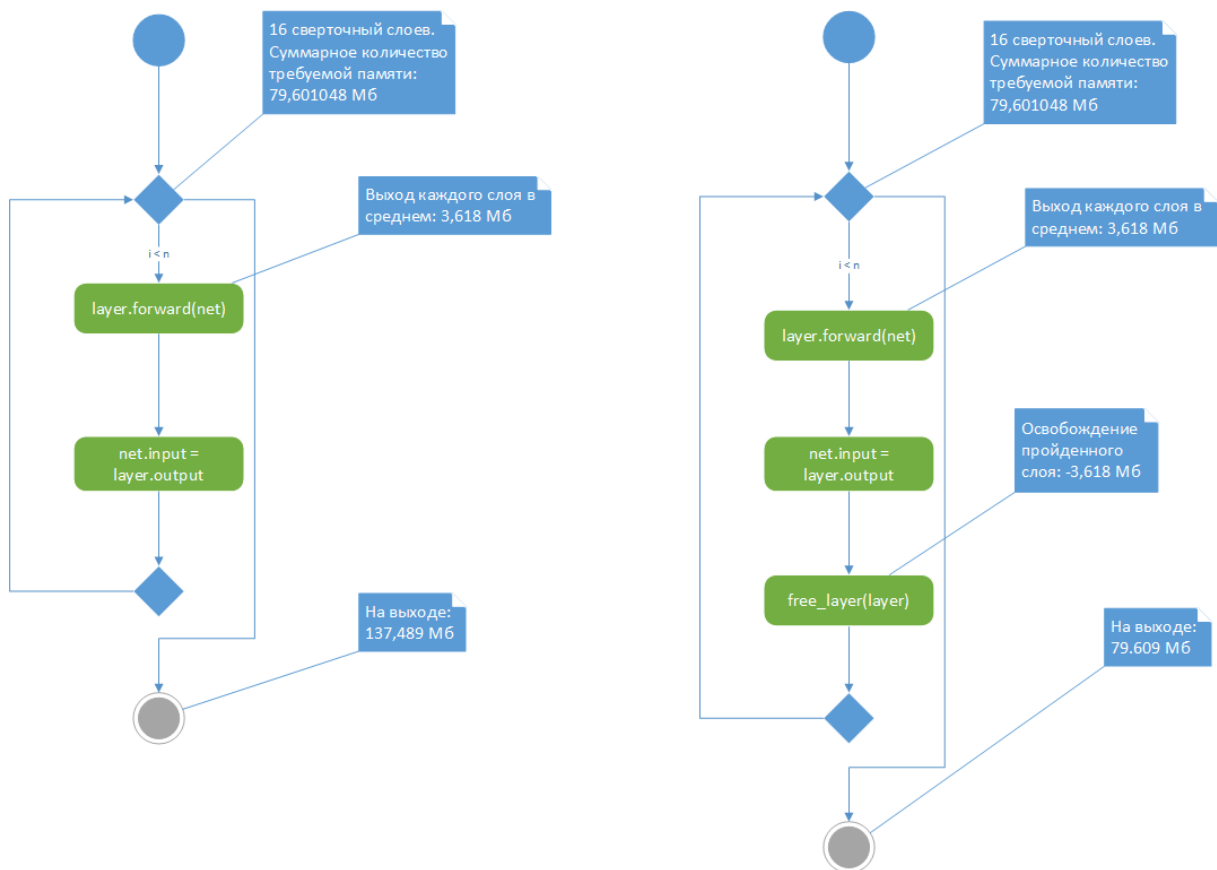 16 сверточный слоев.
Суммарное количество
требуемой памяти:
79,601048 Мб
Выход каждого слоя в
среднем: 3,618 Мб
i < n
layer.forward(net)
net.input =
layer.output
На выходе:
137,489 Мб
16 сверточный слоев.
Суммарное количество
требуемой памяти:
79,601048 Мб
Выход каждого слоя в
среднем: 3,618 Мб
i < n
layer.forward(net)
Освобождение
пройденного
слоя: -3,618 Мб
net.input =
layer.output
free_layer(layer)
На выходе:
79.609 Мб